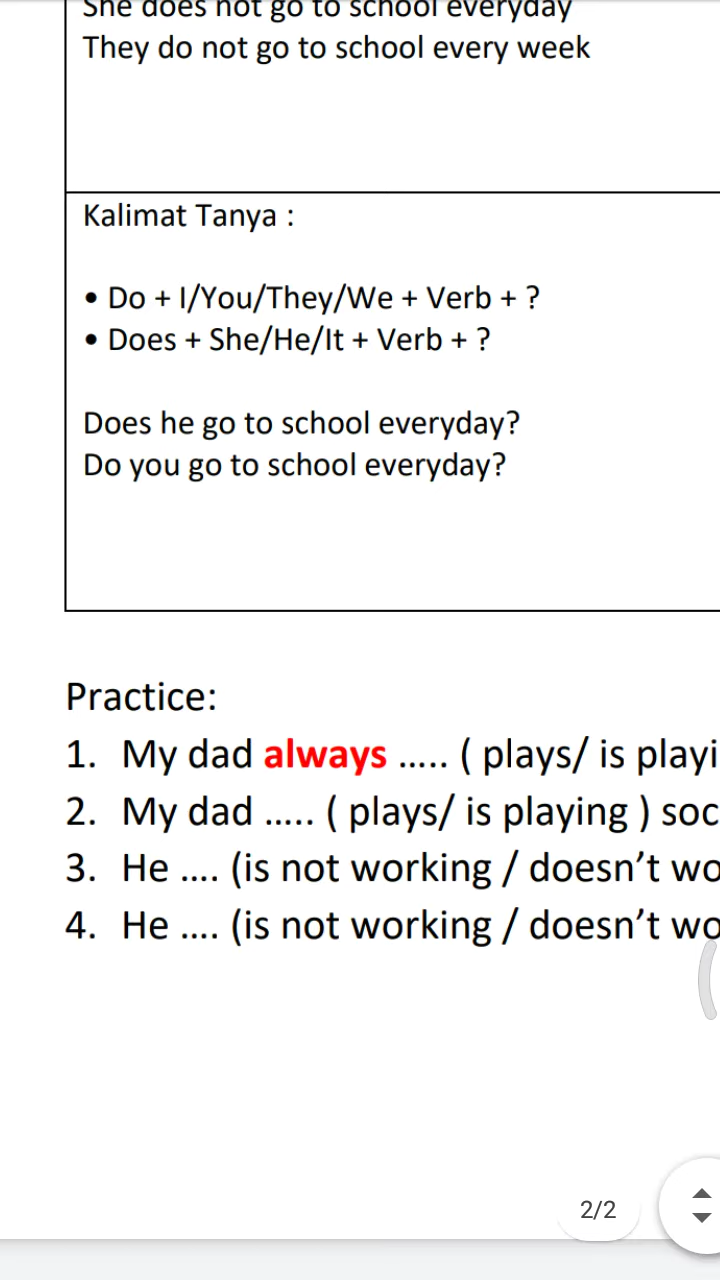 She does not go to school everyday
They do not go to school every week
Kalimat Tanya :
• Do + I/You/They/We + Verb + ?
• Does + She/He/It + Verb + ?
Does he go to school everyday?
Do you go to school everyday?
Practice:
1. My dad always ..... ( plays/ is playi
2. My dad ..... ( plays/ is playing ) soc
3. He .... (is not working / doesn’t wo
4. He .... (is not working / doesn’t wo
2/2